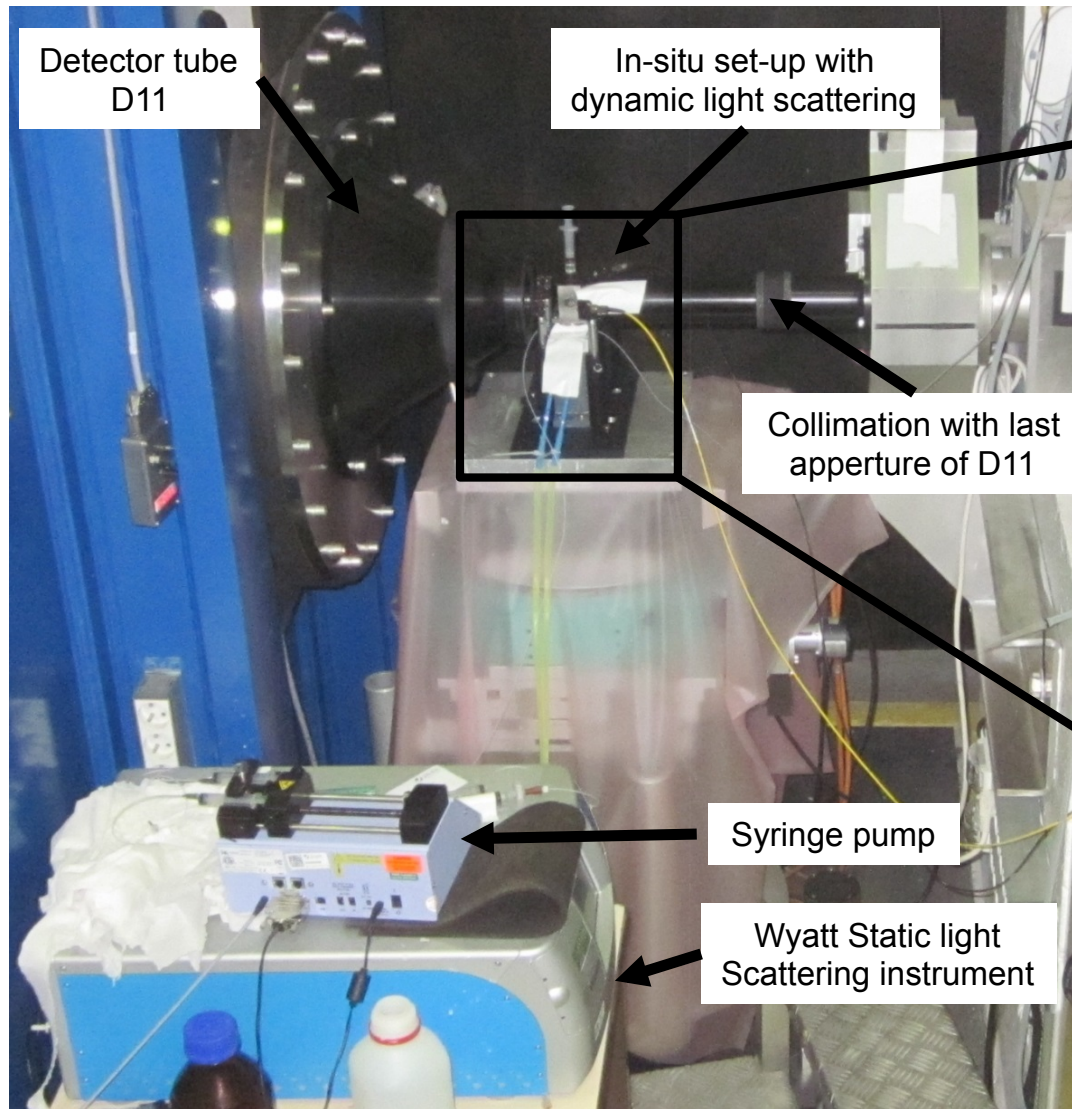 Detector tube
D11
In-situ set-up with
dynamic light scattering
Collimation with last
apperture of D11
Syringe pump
Wyatt Static light
Scattering instrument